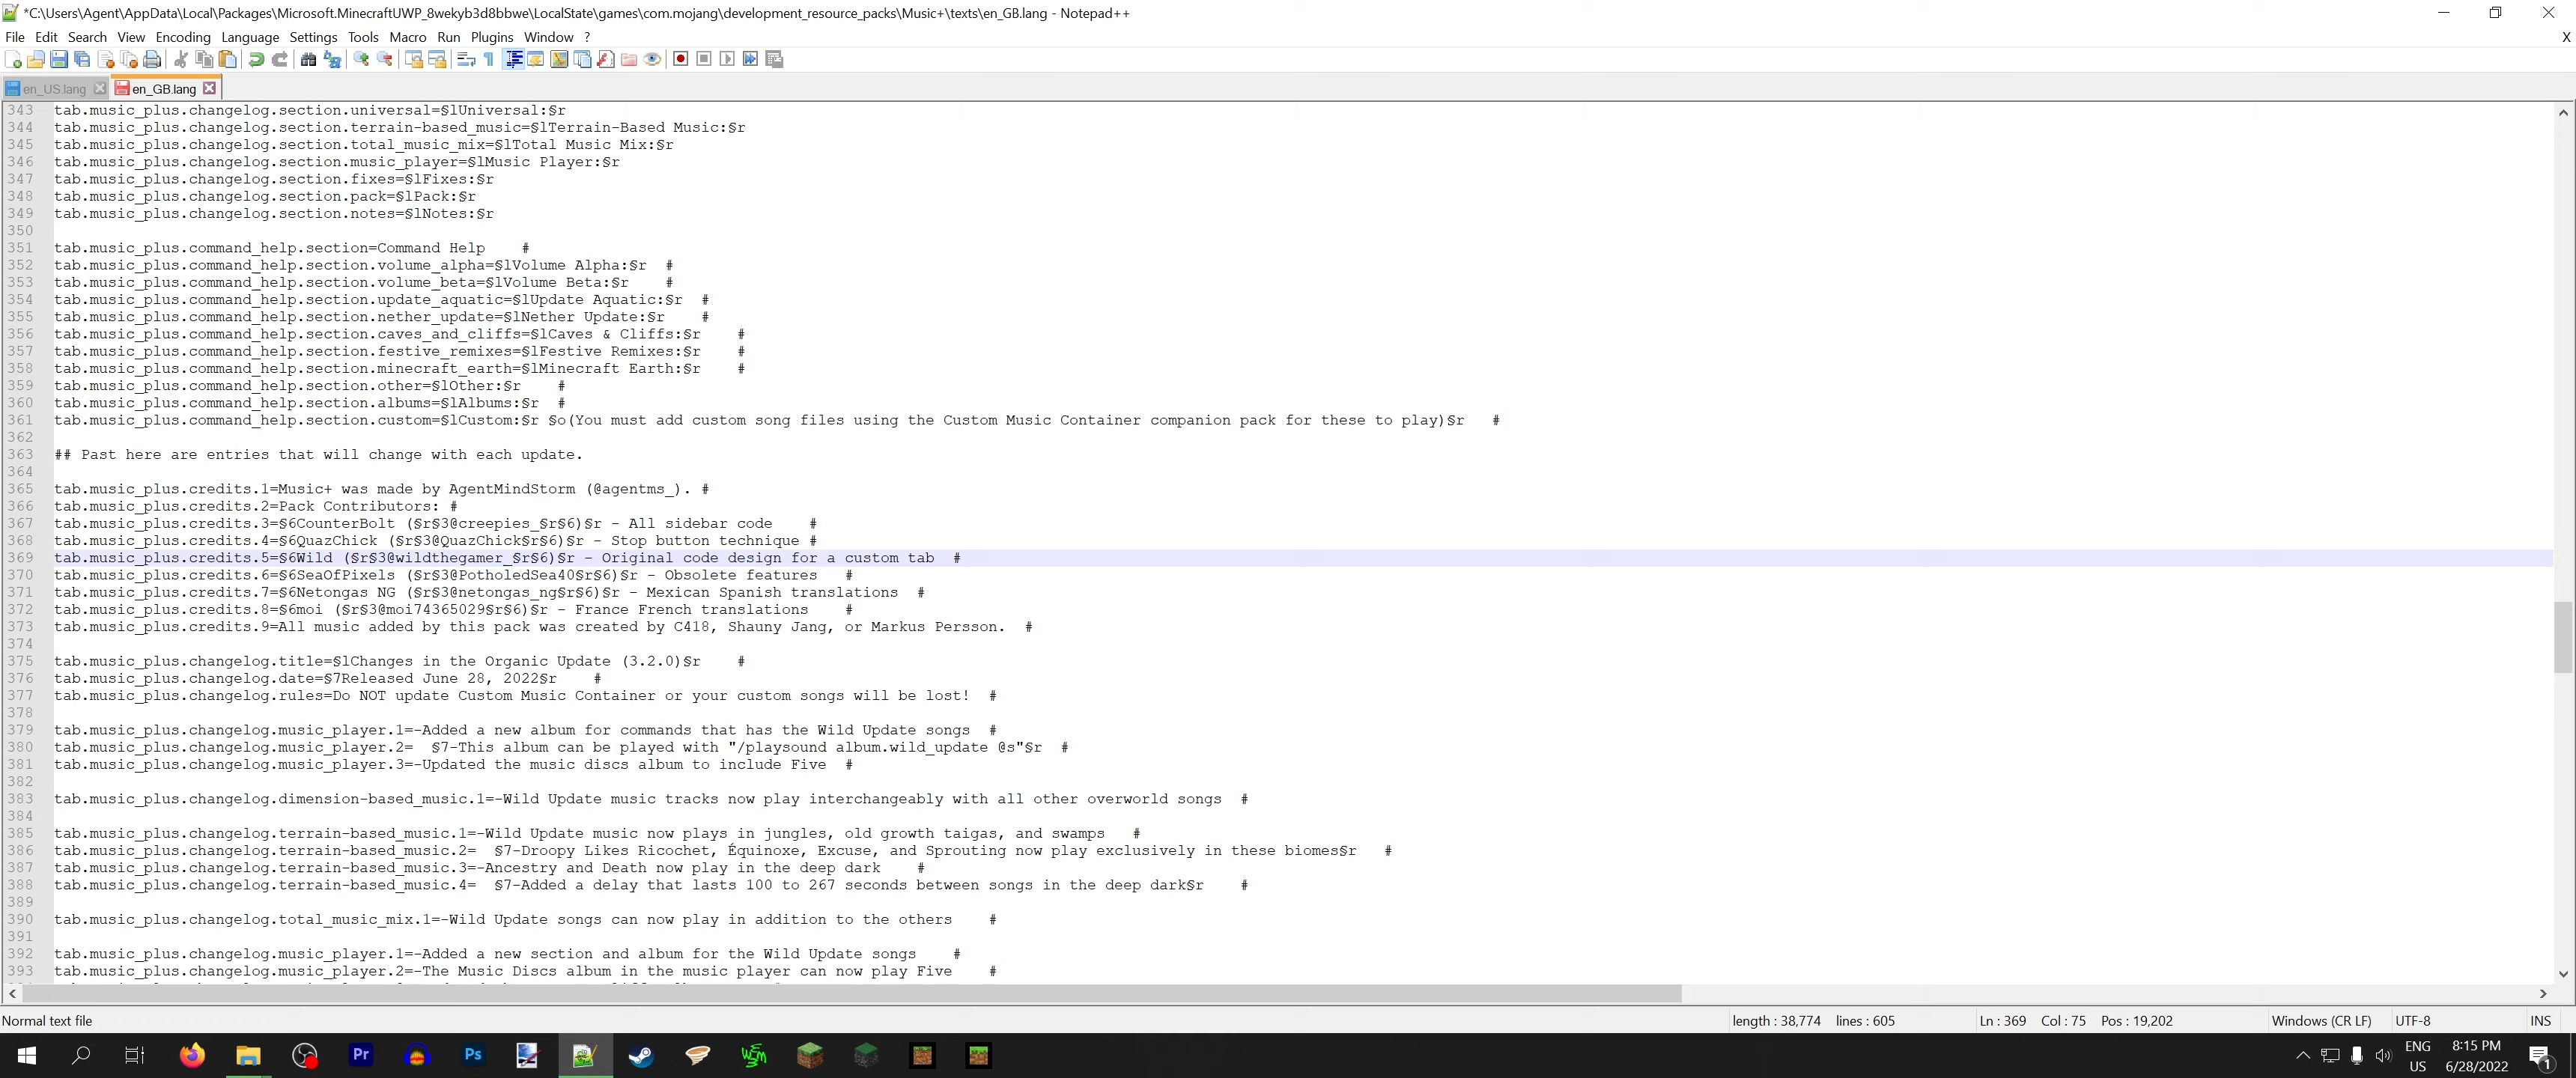 *C:\Users\Agent\AppData\Local\Packages\Microsoft.MinecraftUWP_8wekyb3d8bbwe\LocalState\games\com.mojang\development_resource_packs\Music+\texts\en_GB.lang - Notepad++
File Edit Search View Encoding Language Settings Tools Macro Run Plugins Window ? X
en_US.lang en_GB.lang
343 tab.music_plus.changelog.section.universal=§lUniversal:§r
344 tab.music_plus.changelog.section.terrain-based_music=§lTerrain-Based Music:§r
345 tab.music_plus.changelog.section.total_music_mix=§lTotal Music Mix:§r
346 tab.music_plus.changelog.section.music_player=§lMusic Player:§r
347 tab.music_plus.changelog.section.fixes=§lFixes:§r
348 tab.music_plus.changelog.section.pack=§lPack:§r
349 tab.music_plus.changelog.section.notes=§lNotes:§r
350
351 tab.music_plus.command_help.section=Command Help #
352 tab.music_plus.command_help.section.volume_alpha=§lVolume Alpha:§r #
353 tab.music_plus.command_help.section.volume_beta=§lVolume Beta:§r #
354 tab.music_plus.command_help.section.update_aquatic=§lUpdate Aquatic:§r #
355 tab.music_plus.command_help.section.nether_update=§lNether Update:§r #
356 tab.music_plus.command_help.section.caves_and_cliffs=§lCaves & Cliffs:§r #
357 tab.music_plus.command_help.section.festive_remixes=§lFestive Remixes:§r #
358 tab.music_plus.command_help.section.minecraft_earth=§lMinecraft Earth:§r #
359 tab.music_plus.command_help.section.other=§lOther:§r #
360 tab.music_plus.command_help.section.albums=§lAlbums:§r #
361 tab.music_plus.command_help.section.custom=§lCustom:§r §o(You must add custom song files using the Custom Music Container companion pack for these to play)§r #
362
363 ## Past here are entries that will change with each update.
364
365 tab.music_plus.credits.1=Music+ was made by AgentMindStorm (@agentms_). #
366 tab.music_plus.credits.2=Pack Contributors: #
367 tab.music_plus.credits.3=§6CounterBolt (§r§3@creepies_§r§6)§r - All sidebar code #
368 tab.music_plus.credits.4=§6QuazChick (§r§3@QuazChick§r§6)§r - Stop button technique #
369 tab.music_plus.credits.5=§6Wild (§r§3@wildthegamer_§r§6)§r - Original code design for a custom tab #
370 tab.music_plus.credits.6=§6SeaOfPixels (§r§3@PotholedSea40§r§6)§r - Obsolete features #
371 tab.music_plus.credits.7=§6Netongas NG (§r§3@netongas_ng§r§6)§r - Mexican Spanish translations #
372 tab.music_plus.credits.8=§6moi (§r§3@moi74365029§r§6)§r - France French translations #
373 tab.music_plus.credits.9=All music added by this pack was created by C418, Shauny Jang, or Markus Persson. #
374
375 tab.music_plus.changelog.title=§lChanges in the Organic Update (3.2.0)§r #
376 tab.music_plus.changelog.date=§7Released June 28, 2022§r #
377 tab.music_plus.changelog.rules=Do NOT update Custom Music Container or your custom songs will be lost! #
378
379 tab.music_plus.changelog.music_player.1=-Added a new album for commands that has the Wild Update songs #
380 tab.music_plus.changelog.music_player.2= §7-This album can be played with "/playsound album.wild_update @s"§r #
381 tab.music_plus.changelog.music_player.3=-Updated the music discs album to include Five #
382
383 tab.music_plus.changelog.dimension-based_music.1=-Wild Update music tracks now play interchangeably with all other overworld songs #
384
385 tab.music_plus.changelog.terrain-based_music.1=-Wild Update music now plays in jungles, old growth taigas, and swamps #
386 tab.music_plus.changelog.terrain-based_music.2= §7-Droopy Likes Ricochet, Équinoxe, Excuse, and Sprouting now play exclusively in these biomes§r #
387 tab.music_plus.changelog.terrain-based_music.3=-Ancestry and Death now play in the deep dark #
388 tab.music_plus.changelog.terrain-based_music.4= §7-Added a delay that lasts 100 to 267 seconds between songs in the deep dark§r #
389
390 tab.music_plus.changelog.total_music_mix.1=-Wild Update songs can now play in addition to the others #
391
392 tab.music_plus.changelog.music_player.1=-Added a new section and album for the Wild Update songs #
393 tab.music_plus.changelog.music_player.2=-The Music Discs album in the music player can now play Five #
Normal text file length : 38,774 lines : 605 Ln : 369 Col : 75 Pos : 19,202 Windows (CR LF) UTF-8 INS
Pr Ps ENG 8:15 PM
US 6/28/2022 1